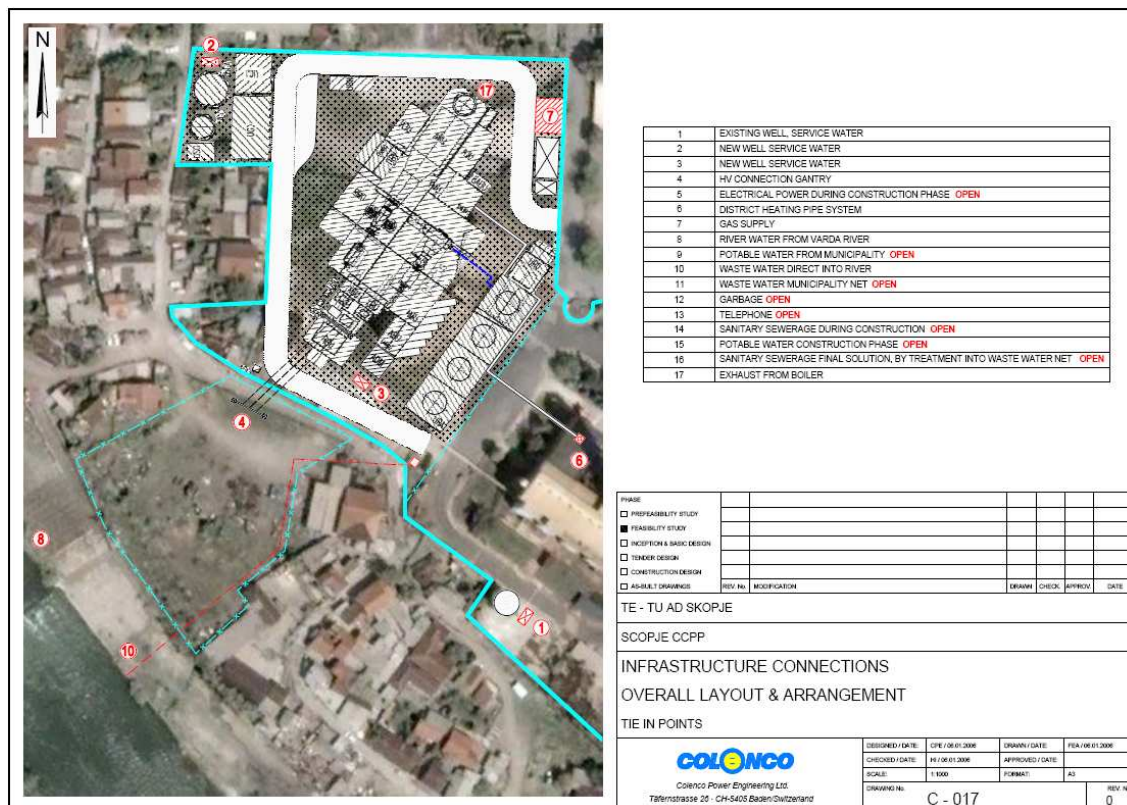 N
2
17
7
3
4
6
8
10
1
1 EXISTING WELL, SERVICE WATER
2 NEW WELL SERVICE WATER
3 NEW WELL SERVICE WATER
4 HV CONNECTION GANTRY
5 ELECTRICAL POWER DURING CONSTRUCTION PHASE OPEN
6 DISTRICT HEATING PIPE SYSTEM
7 GAS SUPPLY
8 RIVER WATER FROM VARDA RIVER
9 POTABLE WATER FROM MUNICIPALITY OPEN
10 WASTE WATER DIRECT INTO RIVER
11 WASTE WATER MUNICIPALITY NET OPEN
12 GARBAGE OPEN
13 TELEPHONE OPEN
14 SANITARY SEWERAGE DURING CONSTRUCTION OPEN
15 POTABLE WATER CONSTRUCTION PHASE OPEN
16 SANITARY SEWERAGE FINAL SOLUTION, BY TREATMENT INTO WASTE WATER NET OPEN
17 EXHAUST FROM BOILER
PHASE
PREFEASIBILITY STUDY
FEASIBILITY STUDY
INCEPTION & BASIC DESIGN
TENDER DESIGN
CONSTRUCTION DESIGN
AS-BUILT DRAWINGS
REV. No. MODIFICATION DRAWN CHECK. APPROV. DATE
TE - TU AD SKOPJE
SCOPJE CCPP
INFRASTRUCTURE CONNECTIONS
OVERALL LAYOUT & ARRANGEMENT
TIE IN POINTS
COLENCO
Colenco Power Engineering Ltd.
Täfernstrasse 26 · CH-5405 Baden/Switzerland
DESIGNED / DATE: CPE / 06.01.2006 DRAWN / DATE: FEA / 06.01.2006
CHECKED / DATE: HI / 06.01.2006 APPROVED / DATE:
SCALE: 1:1000 FORMAT: A3
DRAWING No. C - 017 REV. N
0